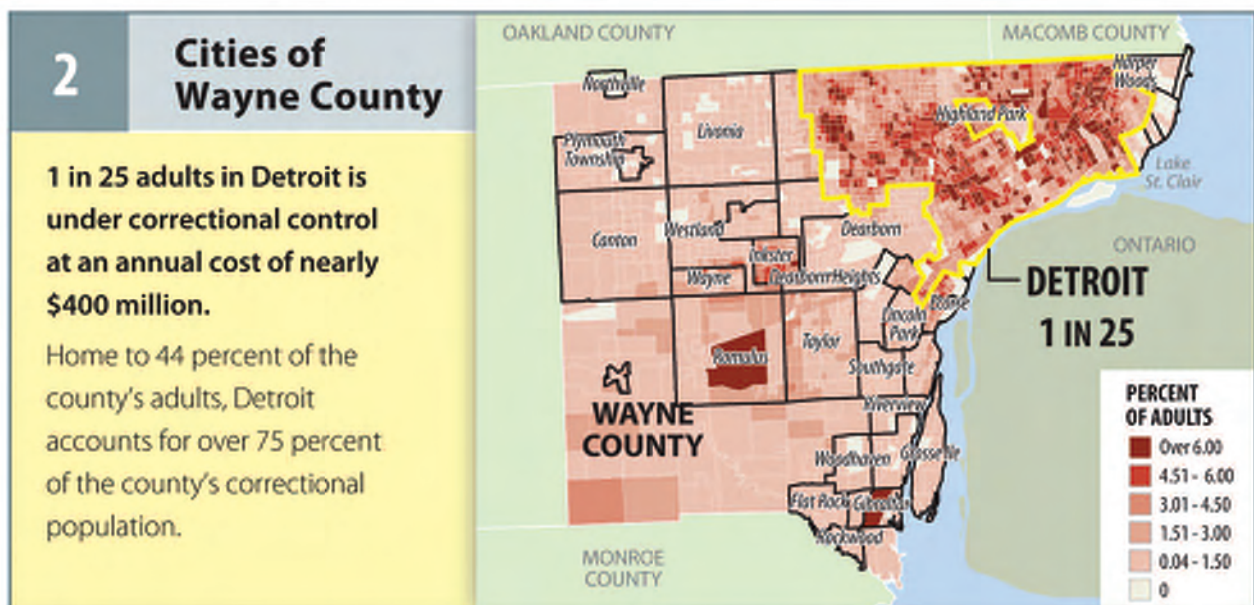 2
Cities of
Wayne County
1 in 25 adults in Detroit is
under correctional control
at an annual cost of nearly
$400 million.
Home to 44 percent of the
county's adults, Detroit
accounts for over 75 percent
of the county's correctional
population.
OAKLAND COUNTY
MACOMB COUNTY
Harper
Woods
Northville
Livonia
Highland Park
Plymouth
Township
Lake
St. Clair
Canton
Westland
Dearborn
ONTARIO
Inkster
Wayne
Dearborn Heights
DETROIT
1 IN 25
Ecorse
Lincoln
Park
Romulus
Taylor
Southgate
WAYNE
COUNTY
Riverview
Woodhaven
Grosse Ile
Flat Rock
Gibraltar
Rockwood
MONROE
COUNTY
PERCENT
OF ADULTS
Over 6.00
4.51 - 6.00
3.01 - 4.50
1.51 - 3.00
0.04 - 1.50
0